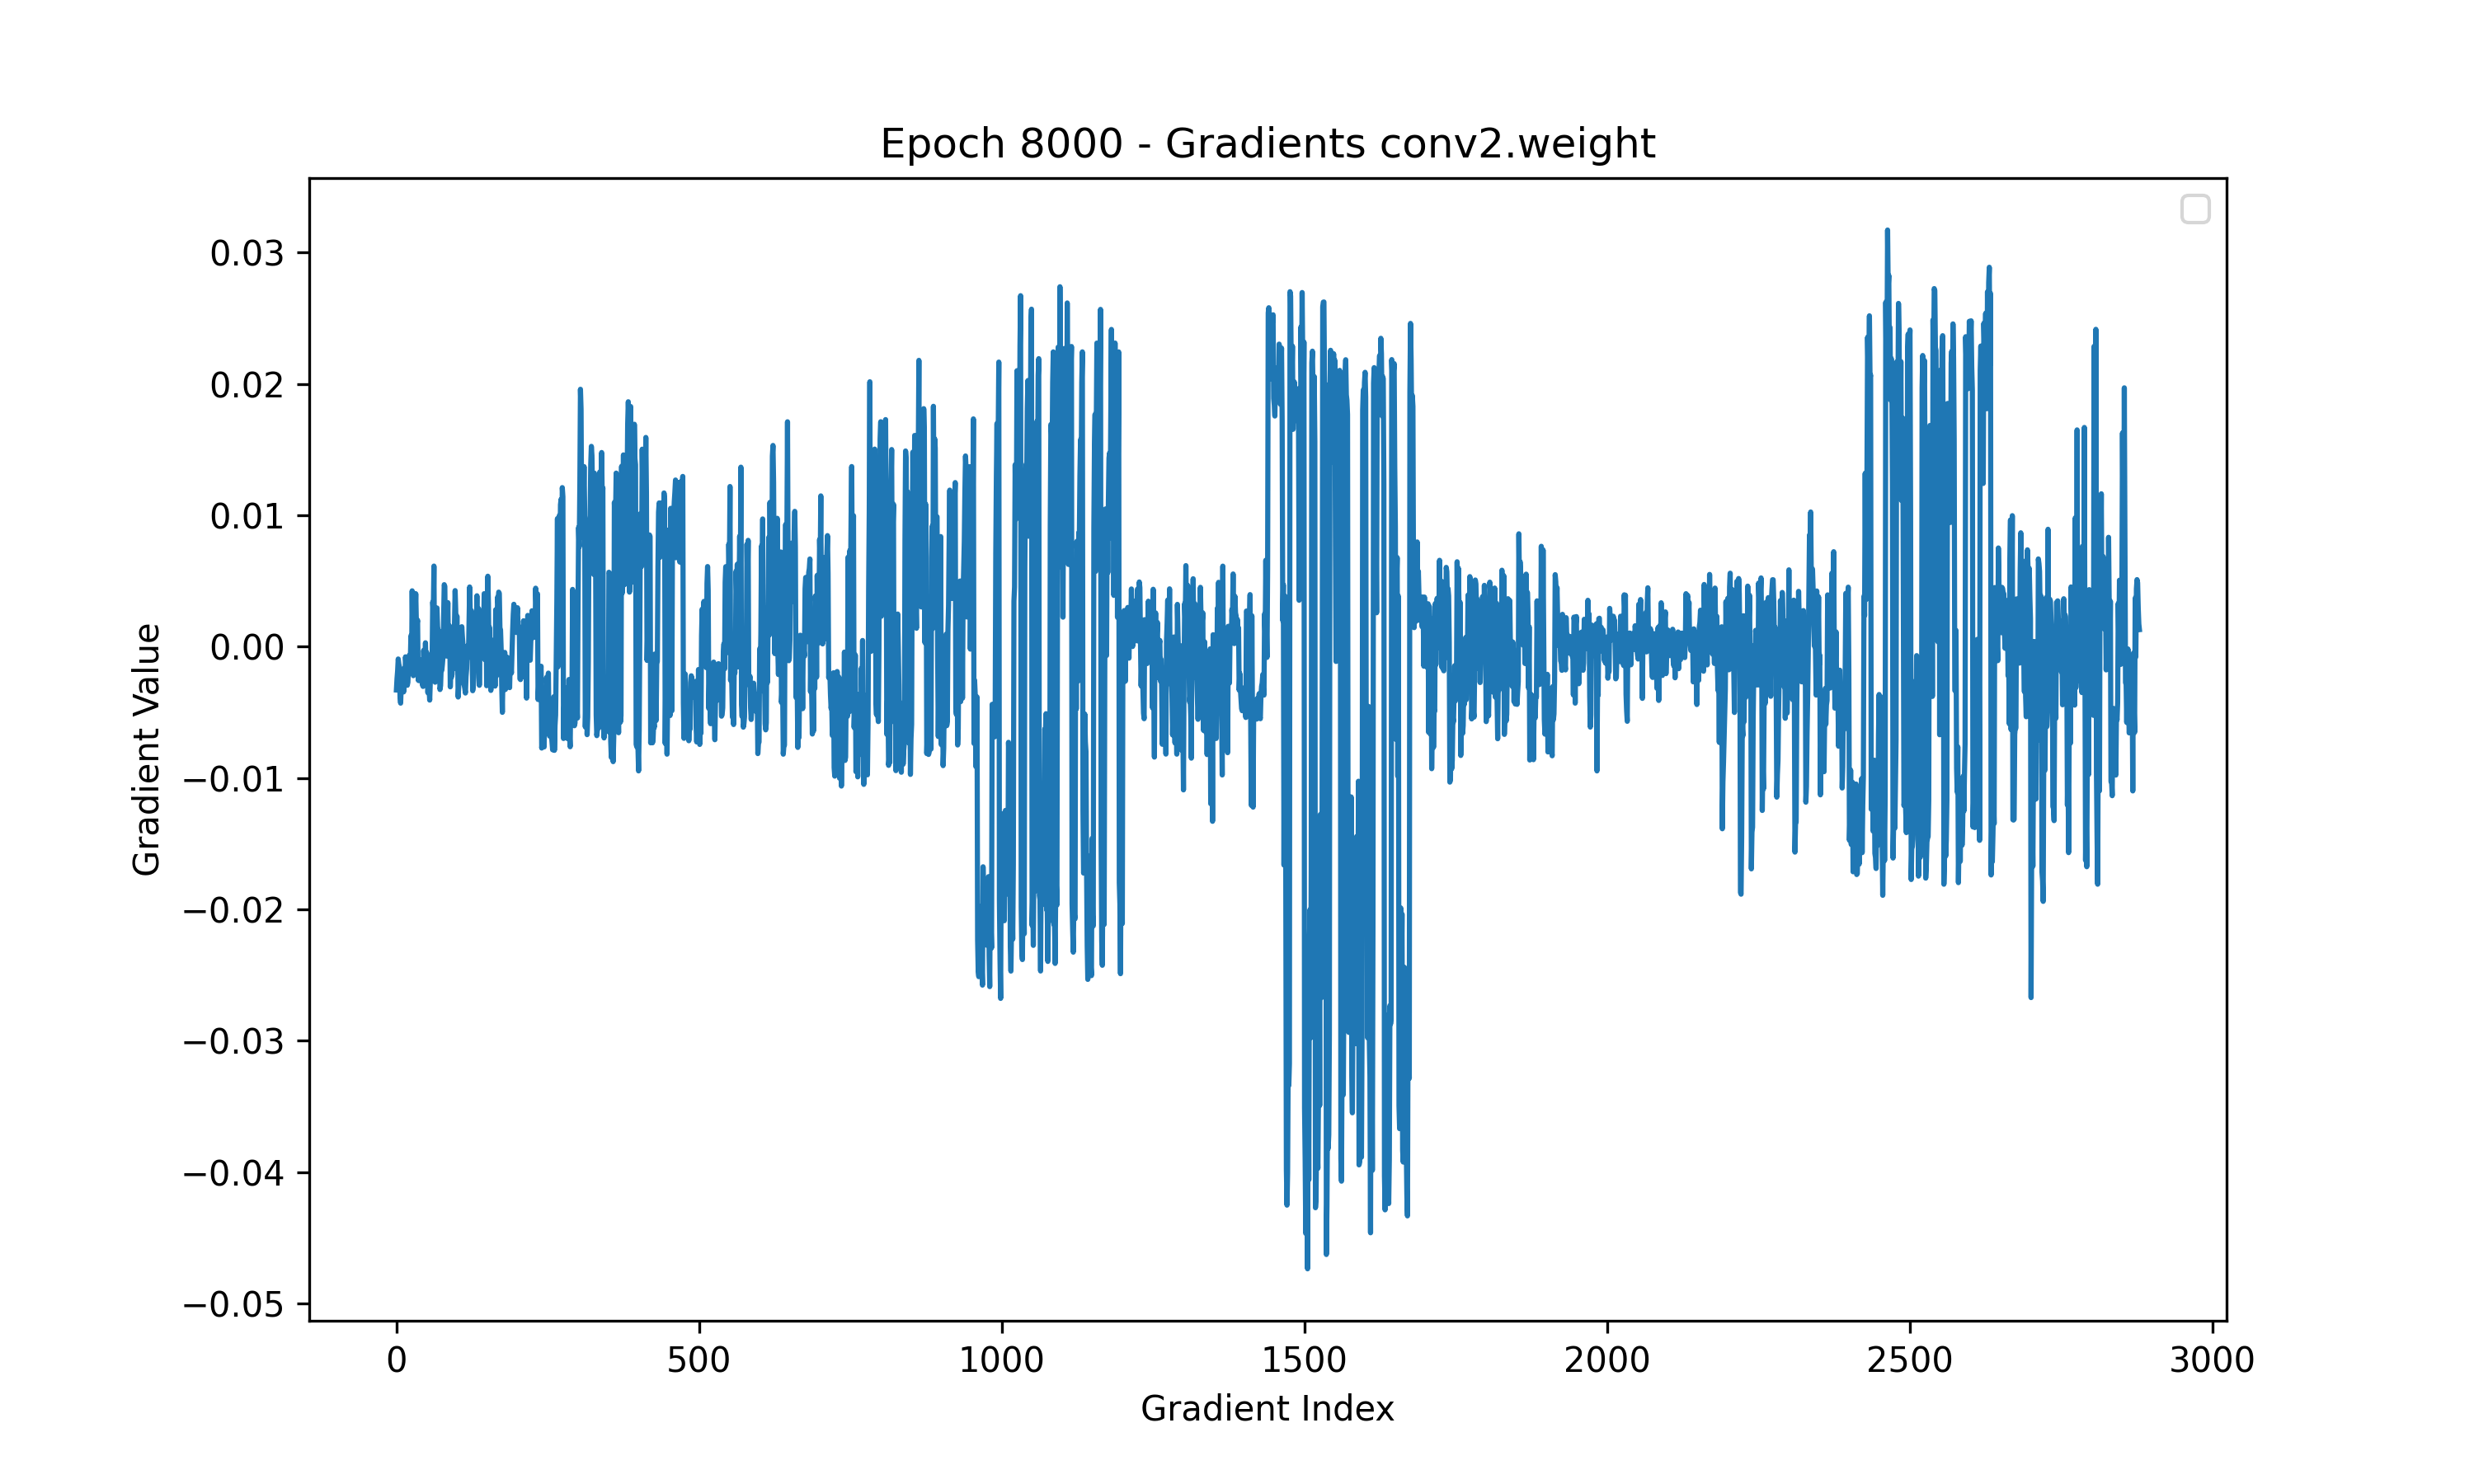 Epoch 8000 - Gradients conv2.weight
0.03
0.02
0.01
0.00
−0.01
−0.02
−0.03
−0.04
−0.05
Gradient Value
0 500 1000 1500 2000 2500 3000
Gradient Index